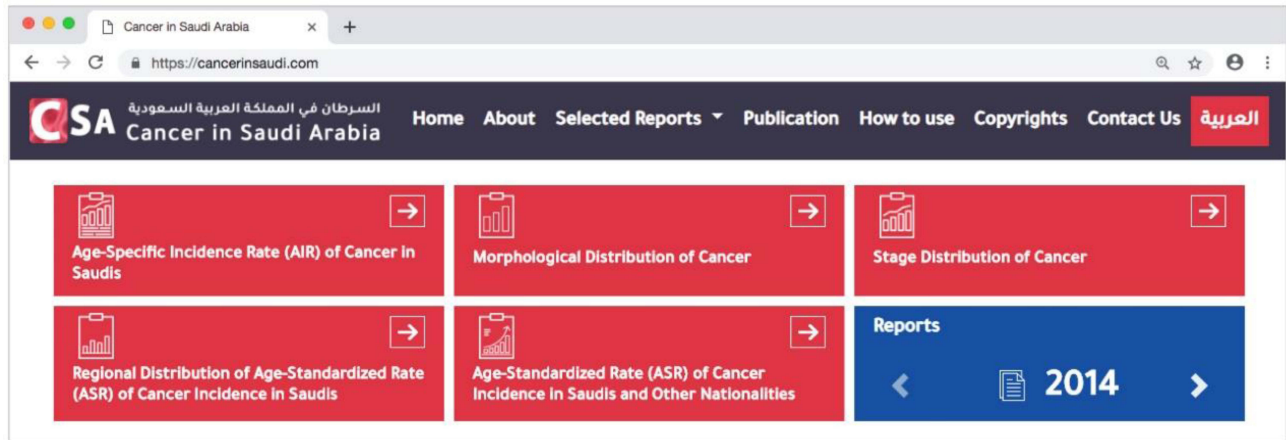 Cancer in Saudi Arabia
https://cancerinsaudi.com
CSA
السرطان في المملكة العربية السعودية
Cancer in Saudi Arabia
Home About Selected Reports Publication How to use Copyrights Contact Us العربية
Age-Specific Incidence Rate (AIR) of Cancer in
Saudis
Morphological Distribution of Cancer
Stage Distribution of Cancer
Regional Distribution of Age-Standardized Rate
(ASR) of Cancer Incidence in Saudis
Age-Standardized Rate (ASR) of Cancer
Incidence in Saudis and Other Nationalities
Reports
2014